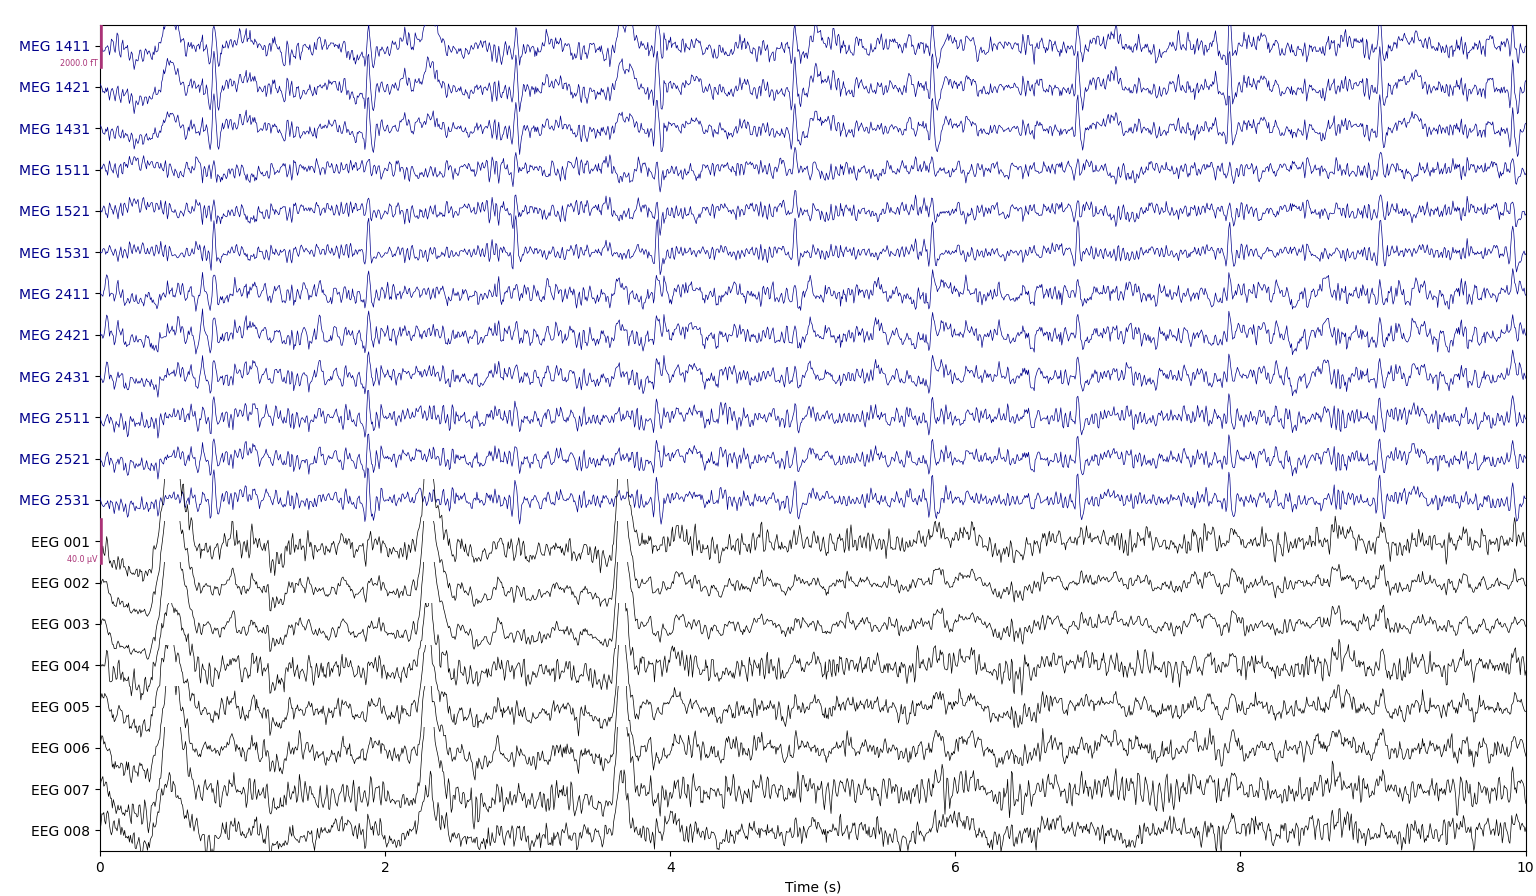 MEG 1411
2000.0 fT
MEG 1421
MEG 1431
MEG 1511
MEG 1521
MEG 1531
MEG 2411
MEG 2421
MEG 2431
MEG 2511
MEG 2521
MEG 2531
EEG 001
40.0 µV
EEG 002
EEG 003
EEG 004
EEG 005
EEG 006
EEG 007
EEG 008
0 2 4 6 8 10
Time (s)